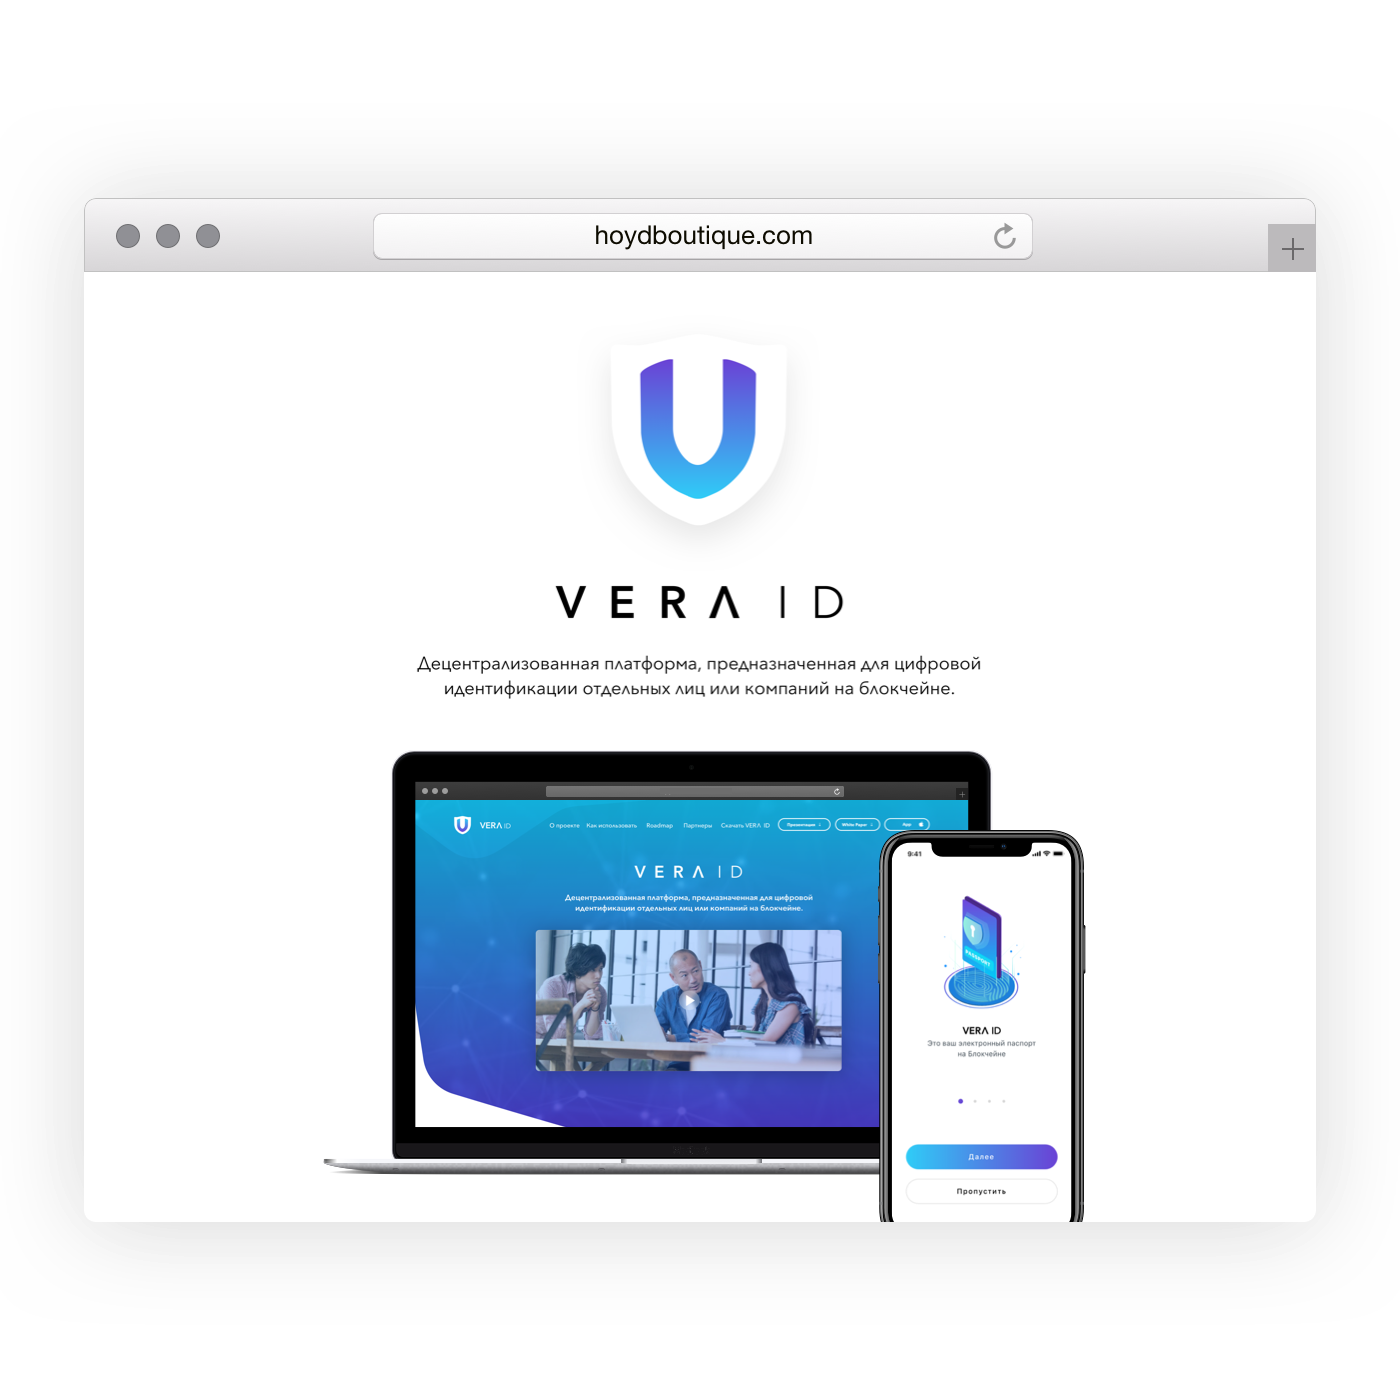 hoydboutique.com
VERA ID
Децентрализованная платформа, предназначенная для цифровой
идентификации отдельных лиц или компаний на блокчейне.
VERA ID
О проекте Как использовать Roadmap Партнеры Скачать VERA ID Презентация White Paper App
VERA ID
Децентрализованная платформа, предназначенная для цифровой
идентификации отдельных лиц или компаний на блокчейне.
9:41
PASSPORT
VERA ID
Это ваш электронный паспорт
на Блокчейне
Далее
Пропустить